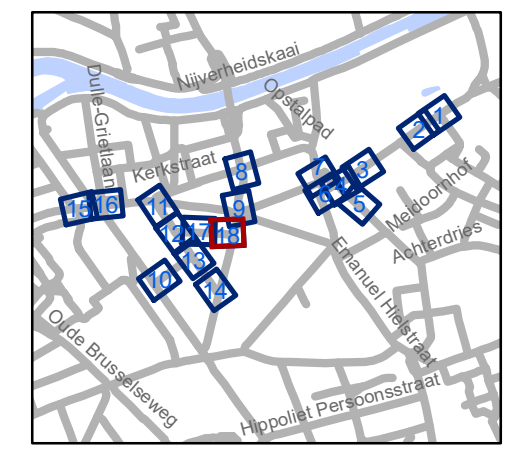 Nijverheidskaai
Dulle-Grietlaan
Opstalpad
1
2
Kerkstraat
8
7
3
4
6
5
Meidoornhof
15
16
11
9
12
17
18
Achterdries
13
10
14
Emanuel Hielstraat
Oude Brusselseweg
Hippoliet Persoonsstraat